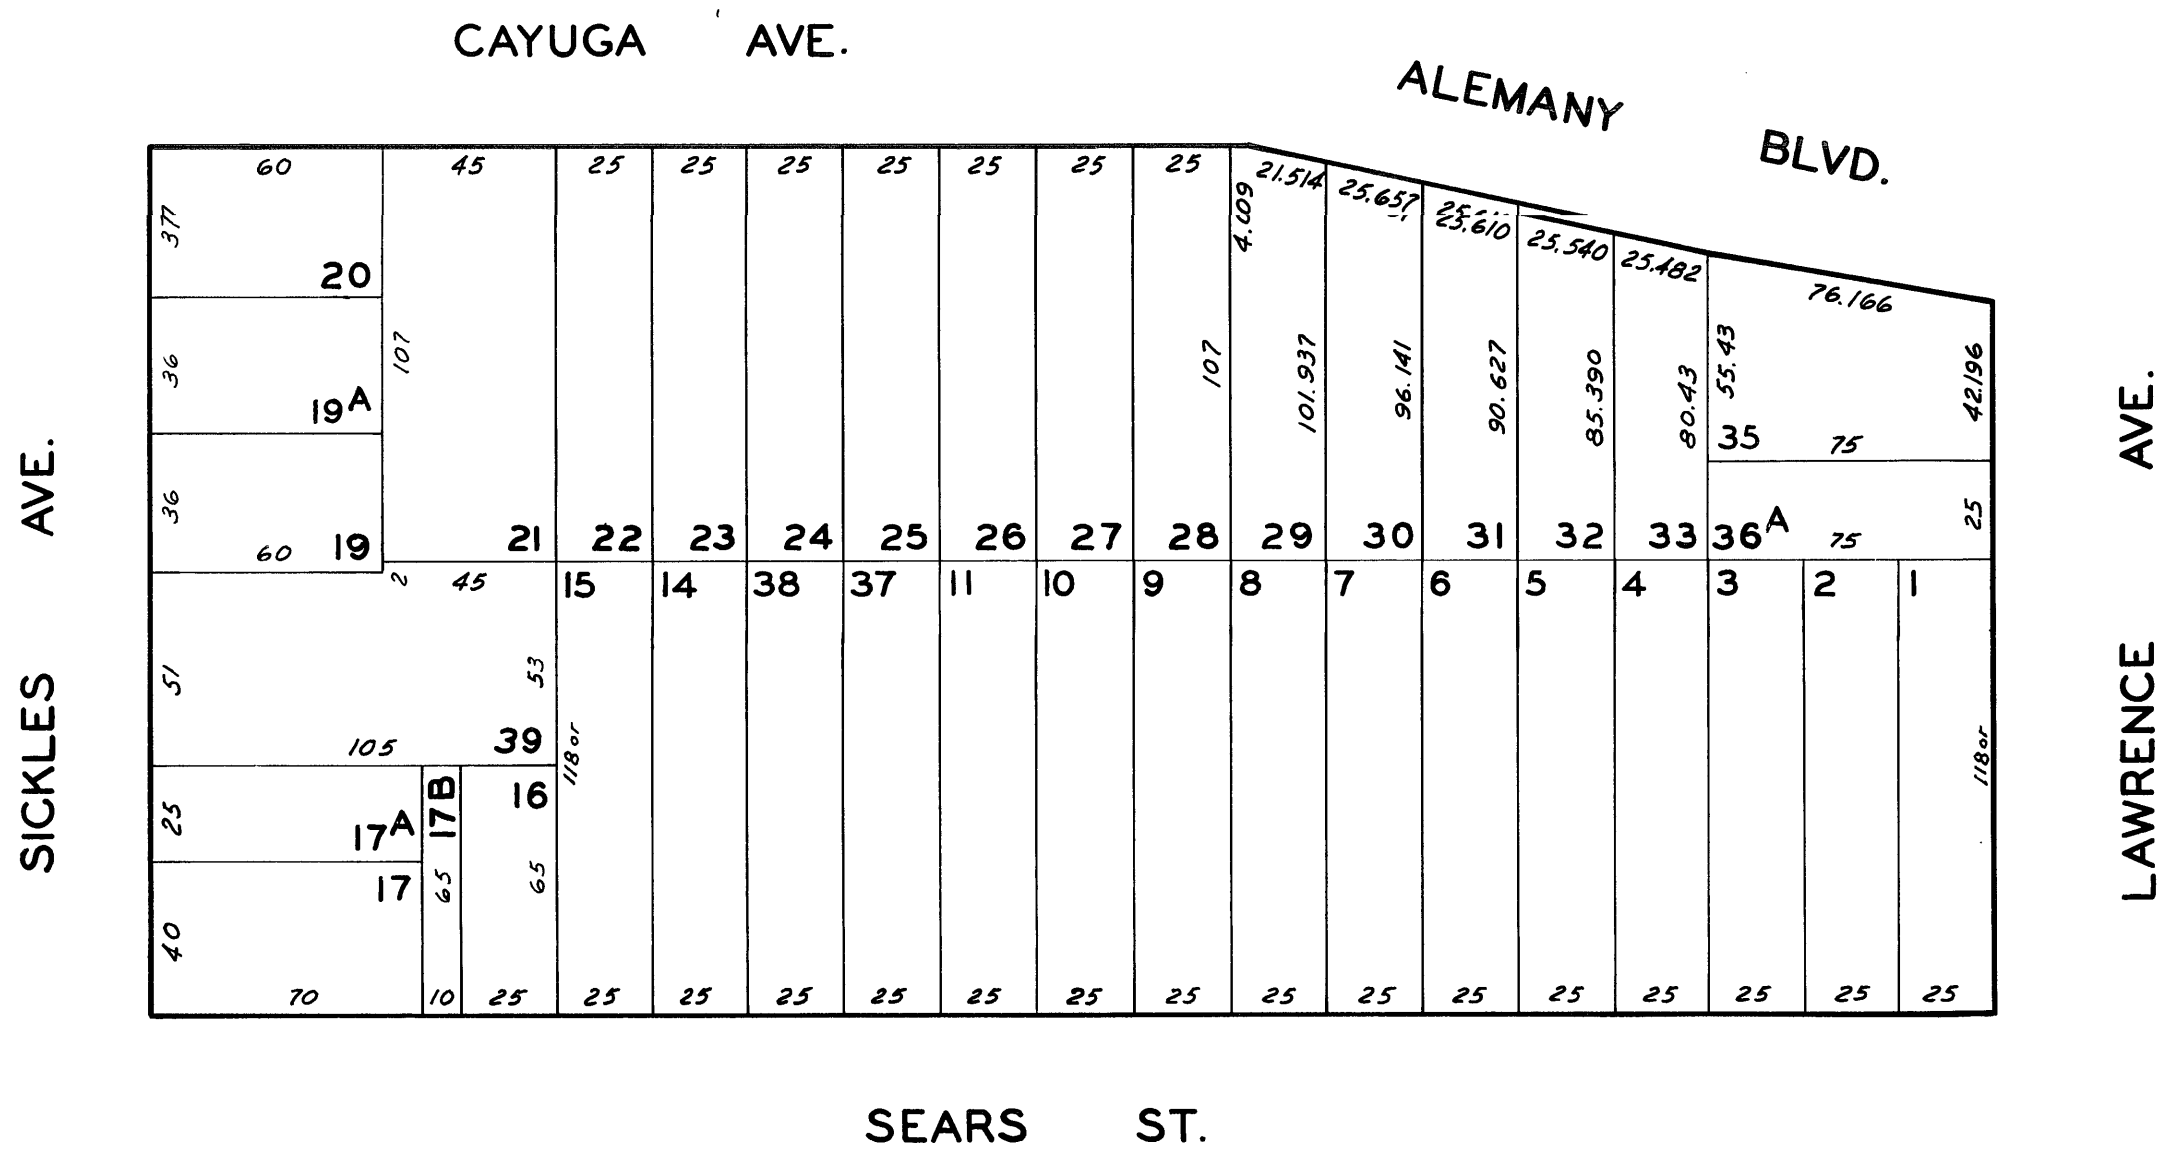 CAYUGA AVE.
ALEMANY BLVD.
60 45 25 25 25 25 25 25 25 21.514 25.657 25.610 25.540 25.482 76.166
377 4.109
20
36 107 107 101.937 96.141 90.627 85.390 80.43 55.43 42.196
19A
35 75
36 25
60 19 21 22 23 24 25 26 27 28 29 30 31 32 33 36A 75
2 45 15 14 38 37 11 10 9 8 7 6 5 4 3 2 1
51 53
105 39 118 or 118 or
25 17A 17B 16
17 65 65
40
70 10 25 25 25 25 25 25 25 25 25 25 25 25 25 25 25 25
SICKLES AVE.
LAWRENCE AVE.
SEARS ST.